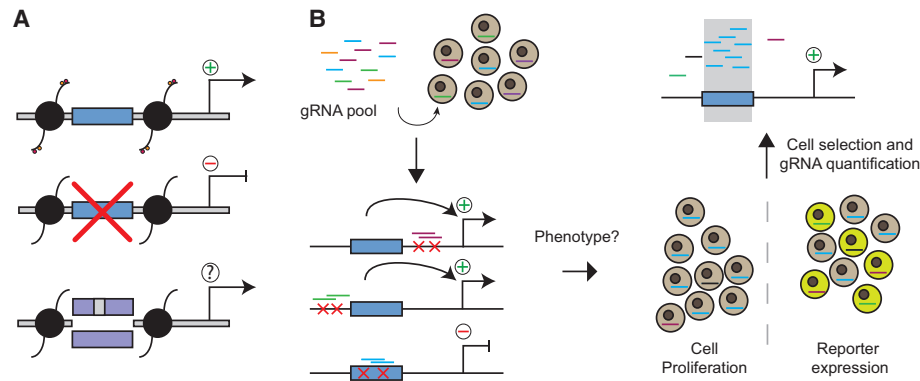 A
B
+
−
?
gRNA pool
+
+
−
Phenotype?
+
Cell selection and
gRNA quantification
Cell
Proliferation
Reporter
expression